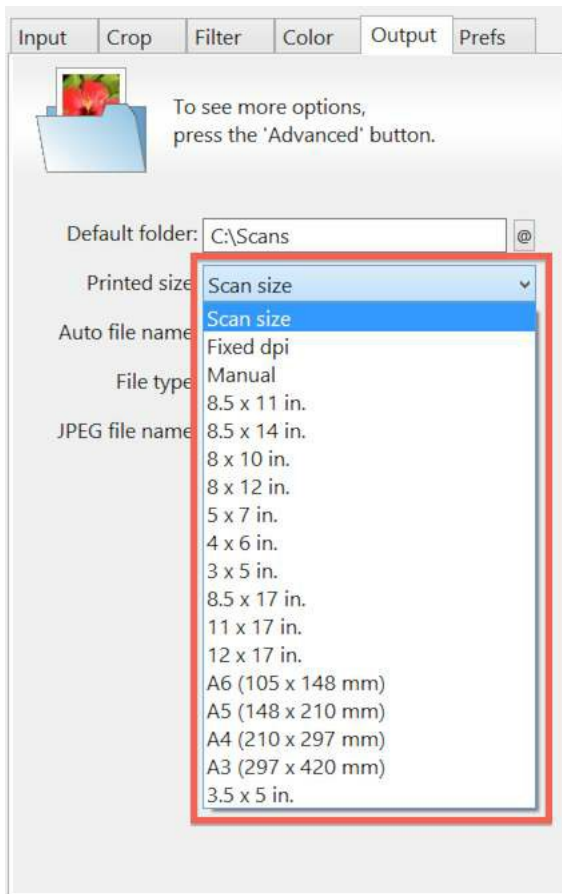 Input Crop Filter Color Output Prefs
To see more options,
press the 'Advanced' button.
Default folder: C:\Scans @
Printed size Scan size
Scan size
Auto file name
Fixed dpi
File type Manual
8.5 x 11 in.
JPEG file name 8.5 x 14 in.
8 x 10 in.
8 x 12 in.
5 x 7 in.
4 x 6 in.
3 x 5 in.
8.5 x 17 in.
11 x 17 in.
12 x 17 in.
A6 (105 x 148 mm)
A5 (148 x 210 mm)
A4 (210 x 297 mm)
A3 (297 x 420 mm)
3.5 x 5 in.